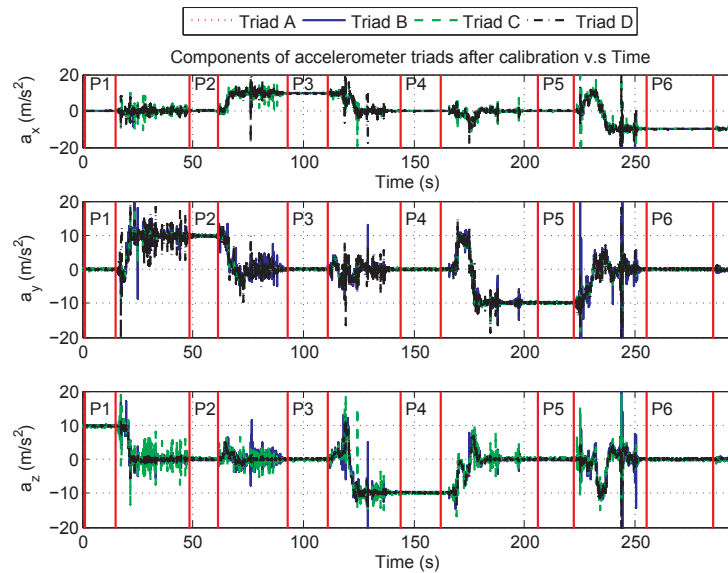 Triad A Triad B Triad C Triad D
Components of accelerometer triads after calibration v.s Time
a_x (m/s²)
20
0
−20
P1 P2 P3 P4 P5 P6
0 50 100 150 200 250
Time (s)
a_y (m/s²)
20
10
0
−10
−20
P1 P2 P3 P4 P5 P6
0 50 100 150 200 250
Time (s)
a_z (m/s²)
20
10
0
−10
−20
P1 P2 P3 P4 P5 P6
0 50 100 150 200 250
Time (s)